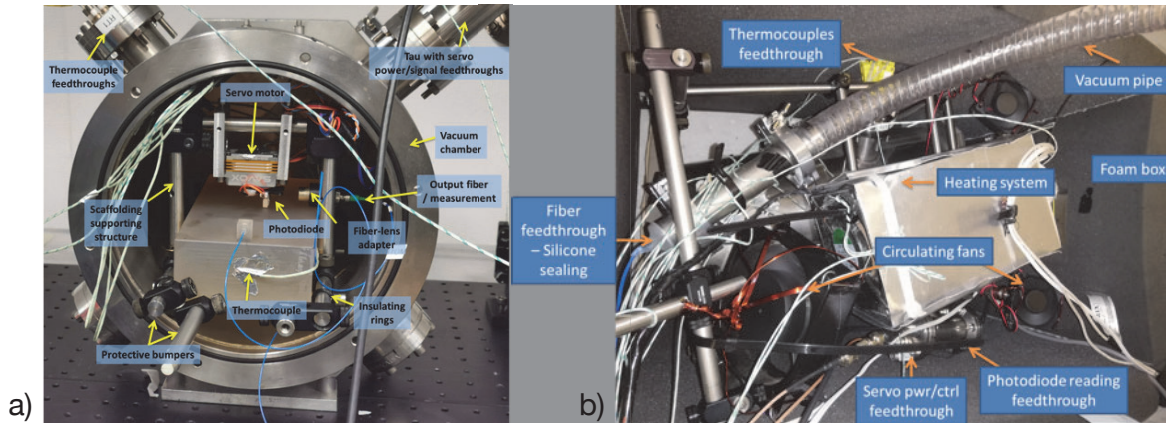 L1H
Thermocouple
feedthroughs
Tau with servo
power/signal feedthroughs
Servo motor
Vacuum
chamber
SAVOX
Output fiber
/ measurement
Scaffolding
supporting
structure
Photodiode
Fiber-lens
adapter
Thermocouple
Insulating
rings
Protective bumpers
a)
Thermocouples
feedthrough
Vacuum pipe
Foam box
Heating system
Fiber
feedthrough
– Silicone
sealing
Circulating fans
Servo pwr/ctrl
feedthrough
Photodiode reading
feedthrough
b)